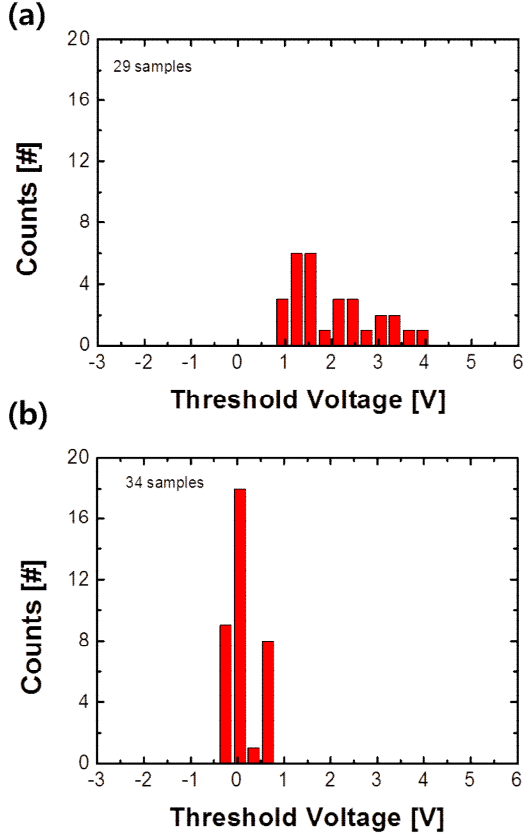 (a)
20
29 samples
16
12
8
4
0
Counts [#]
-3 -2 -1 0 1 2 3 4 5 6
Threshold Voltage [V]
(b)
20
34 samples
16
12
8
4
0
Counts [#]
-3 -2 -1 0 1 2 3 4 5 6
Threshold Voltage [V]